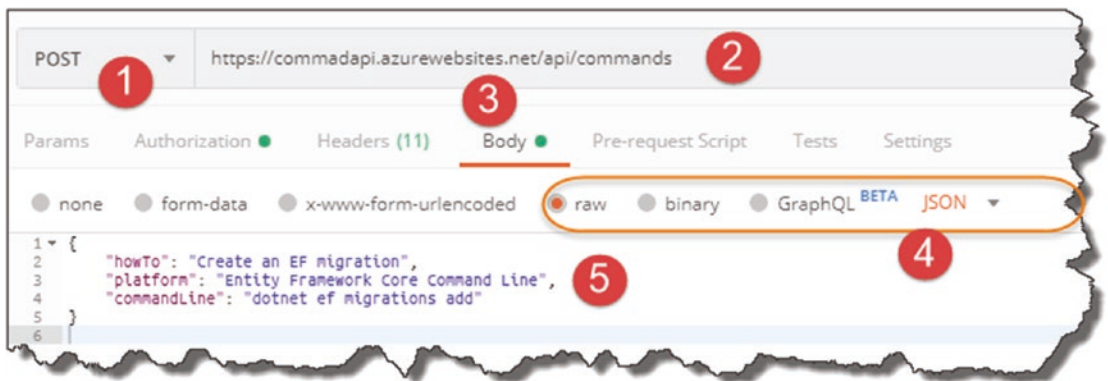 POST https://commadapi.azurewebsites.net/api/commands
1 2
3
Params Authorization Headers (11) Body Pre-request Script Tests Settings
none form-data x-www-form-urlencoded raw binary GraphQL BETA JSON
4
1 {
2 "howTo": "Create an EF migration",
3 "platform": "Entity Framework Core Command Line", 5
4 "commandLine": "dotnet ef migrations add"
5 }
6